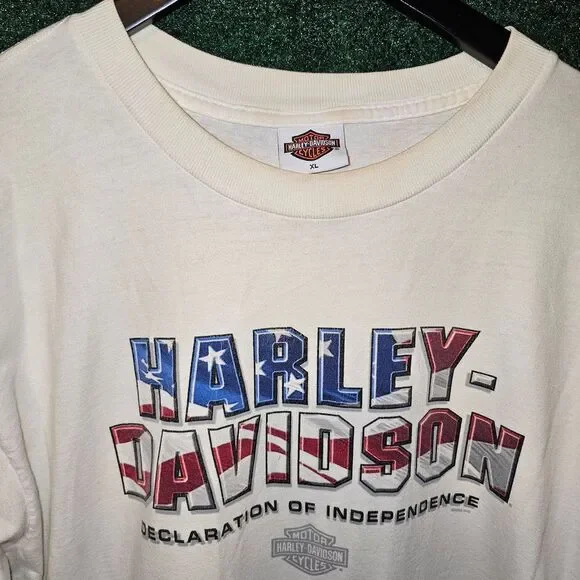 MOTOR
HARLEY-DAVIDSON
CYCLES
XL
HARLEY-
DAVIDSON
DECLARATION OF INDEPENDENCE
MOTOR
HARLEY-DAVIDSON
CYCLES